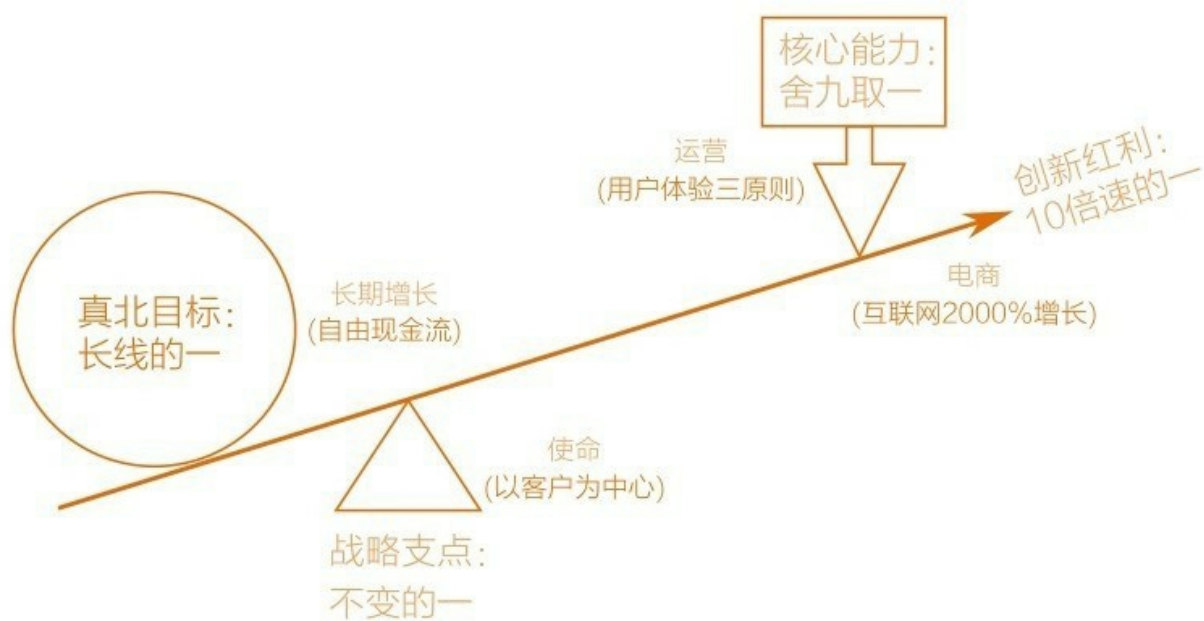 核心能力：
舍九取一
运营
(用户体验三原则)
创新红利：
10倍速的一
真北目标：
长线的一
长期增长
(自由现金流)
电商
(互联网2000%增长)
使命
(以客户为中心)
战略支点：
不变的一